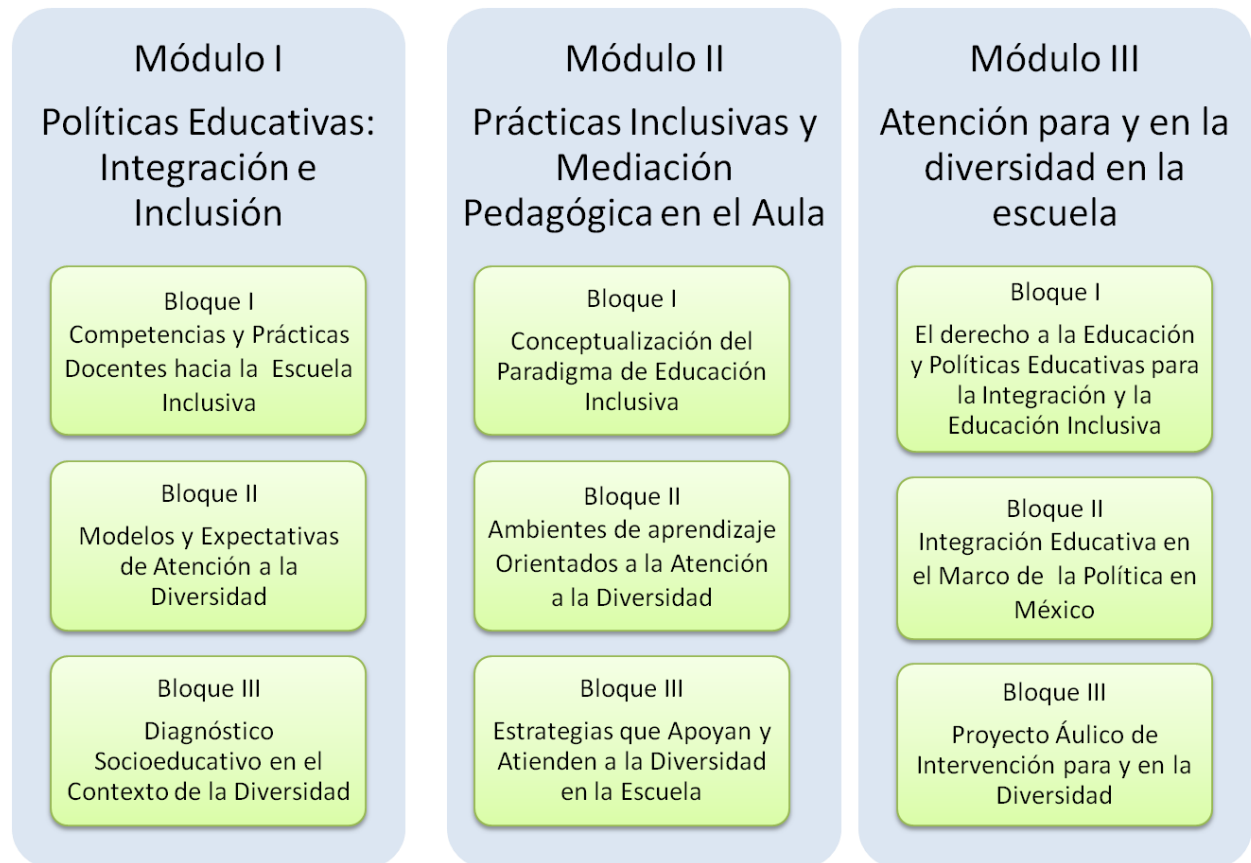 Módulo I
Políticas Educativas:
Integración e
Inclusión
Bloque I
Competencias y Prácticas
Docentes hacia la Escuela
Inclusiva
Bloque II
Modelos y Expectativas
de Atención a la
Diversidad
Bloque III
Diagnóstico
Socioeducativo en el
Contexto de la Diversidad
Módulo II
Prácticas Inclusivas y
Mediación
Pedagógica en el Aula
Bloque I
Conceptualización del
Paradigma de Educación
Inclusiva
Bloque II
Ambientes de aprendizaje
Orientados a la Atención
a la Diversidad
Bloque III
Estrategias que Apoyan y
Atienden a la Diversidad
en la Escuela
Módulo III
Atención para y en la
diversidad en la
escuela
Bloque I
El derecho a la Educación
y Políticas Educativas para
la Integración y la
Educación Inclusiva
Bloque II
Integración Educativa en
el Marco de la Política en
México
Bloque III
Proyecto Áulico de
Intervención para y en la
Diversidad